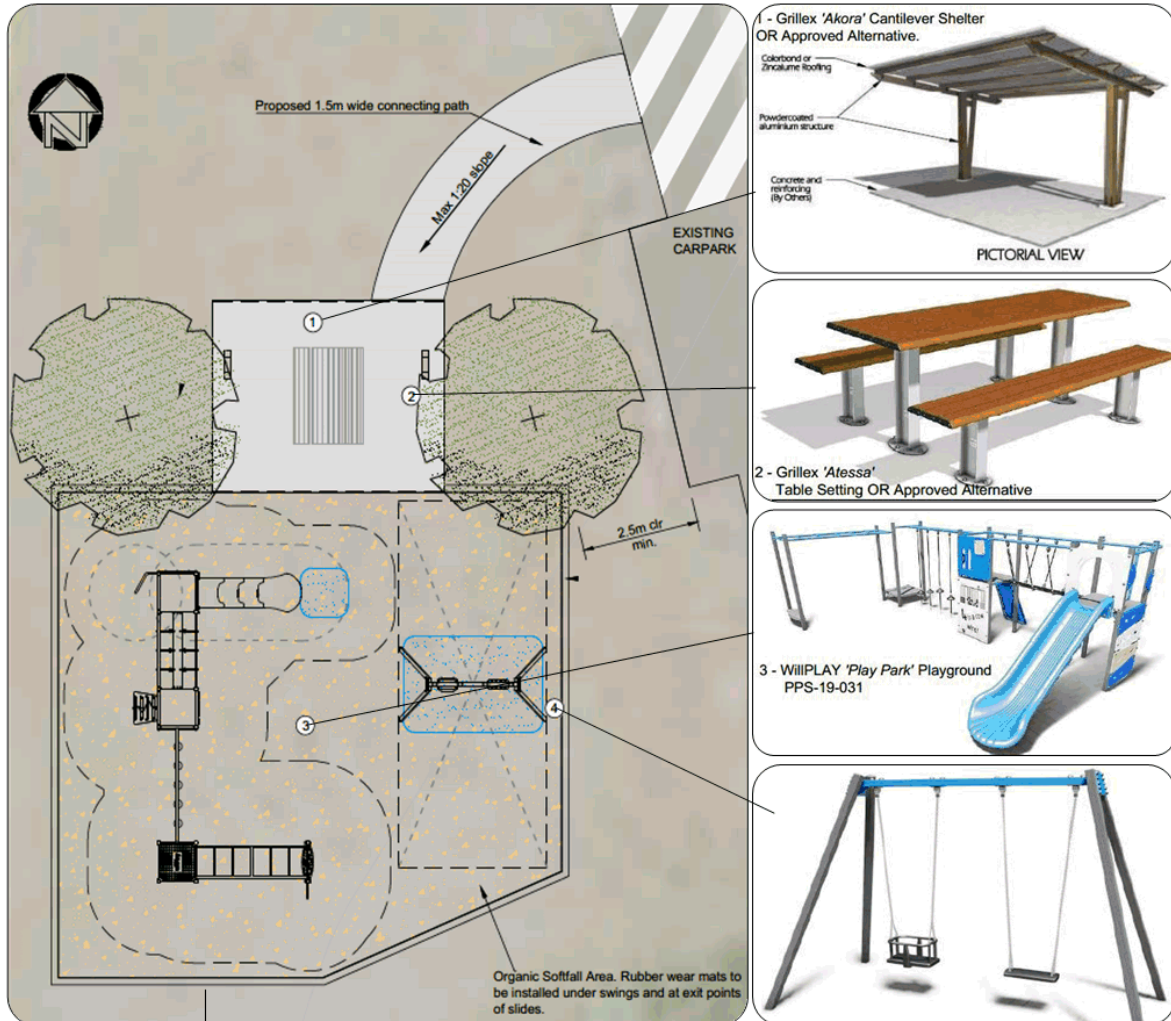 N
Proposed 1.5m wide connecting path
Max 1:20 slope
EXISTING
CARPARK
1
2
2.5m clr
min.
3
4
Organic Softfall Area. Rubber wear mats to
be installed under swings and at exit points
of slides.
1 - Grillex 'Akora' Cantilever Shelter
OR Approved Alternative.
Colorbond or
Zincalume Roofing
Powdercoated
aluminium structure
Concrete and
reinforcing
(By Others)
PICTORIAL VIEW
2 - Grillex 'Atessa'
Table Setting OR Approved Alternative
3 - WillPLAY 'Play Park' Playground
PPS-19-031